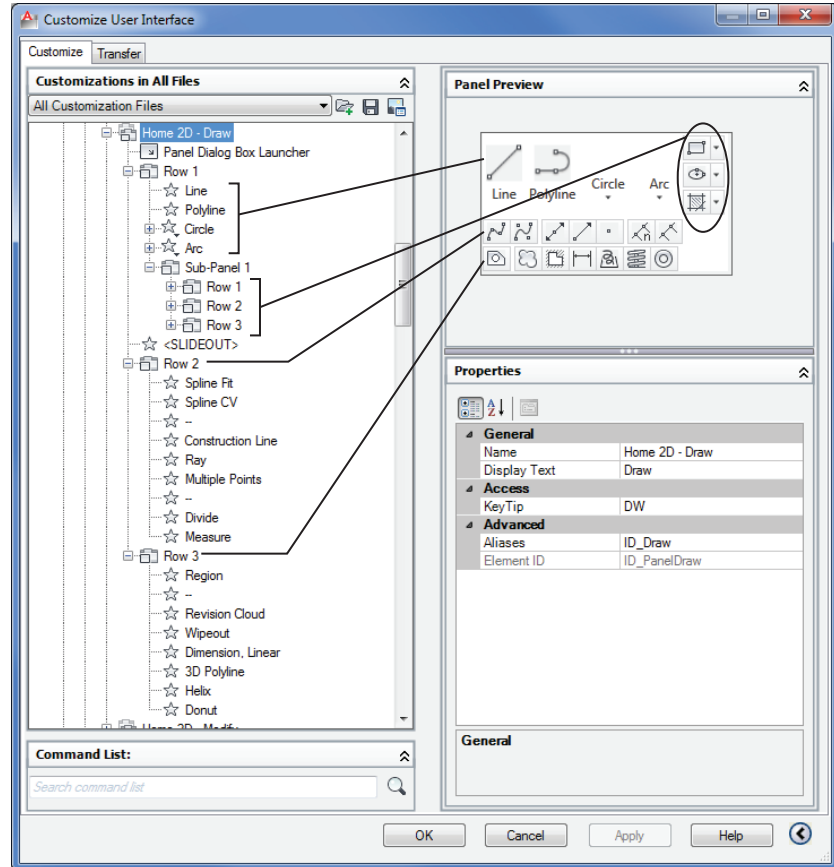 Customize User Interface
Customize Transfer
Customizations in All Files
All Customization Files
Home 2D - Draw
Panel Dialog Box Launcher
Row 1
Line
Polyline
Circle
Arc
Sub-Panel 1
Row 1
Row 2
Row 3
<SLIDEOUT>
Row 2
Spline Fit
Spline CV
--
Construction Line
Ray
Multiple Points
--
Divide
Measure
Row 3
Region
--
Revision Cloud
Wipeout
Dimension, Linear
3D Polyline
Helix
Donut
Home 2D - Modify
Command List:
Search command list
Panel Preview
Line Polyline Circle Arc
Properties
General
Name Home 2D - Draw
Display Text Draw
Access
KeyTip DW
Advanced
Aliases ID_Draw
Element ID ID_PanelDraw
General
OK Cancel Apply Help